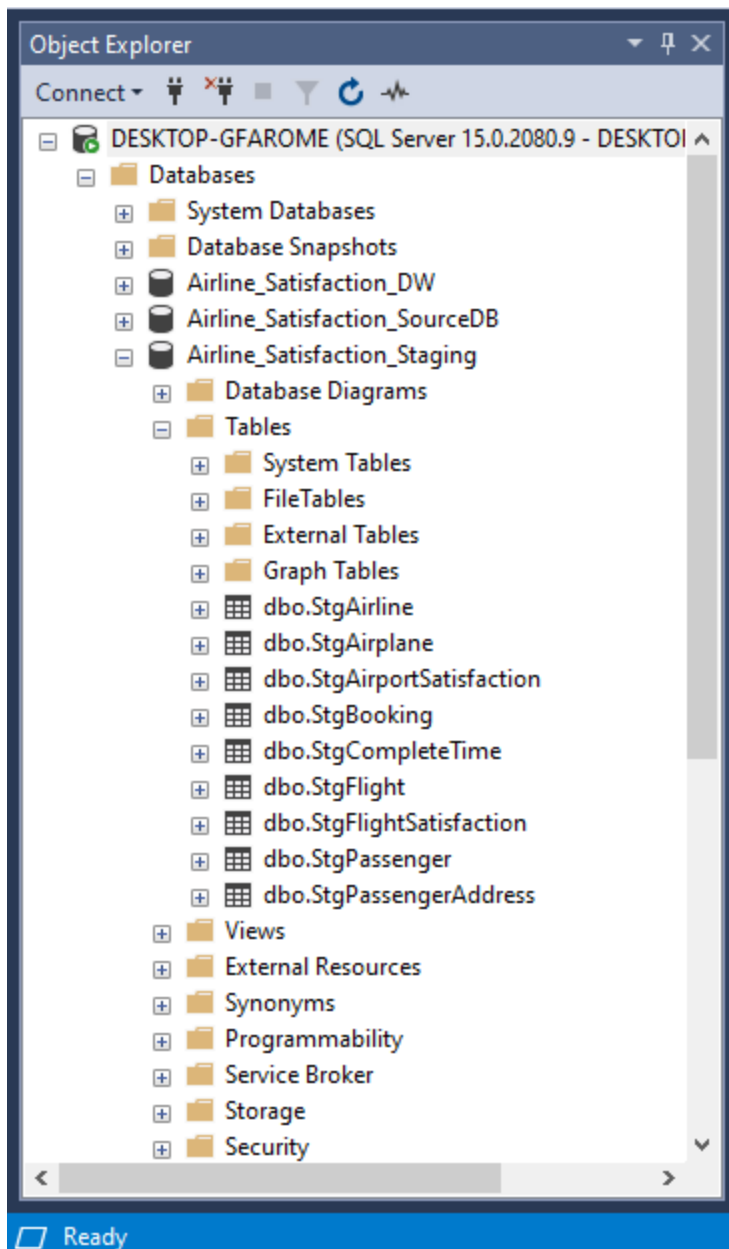 Object Explorer
Connect
DESKTOP-GFAROME (SQL Server 15.0.2080.9 - DESKTO
Databases
System Databases
Database Snapshots
Airline_Satisfaction_DW
Airline_Satisfaction_SourceDB
Airline_Satisfaction_Staging
Database Diagrams
Tables
System Tables
FileTables
External Tables
Graph Tables
dbo.StgAirline
dbo.StgAirplane
dbo.StgAirportSatisfaction
dbo.StgBooking
dbo.StgCompleteTime
dbo.StgFlight
dbo.StgFlightSatisfaction
dbo.StgPassenger
dbo.StgPassengerAddress
Views
External Resources
Synonyms
Programmability
Service Broker
Storage
Security
Ready